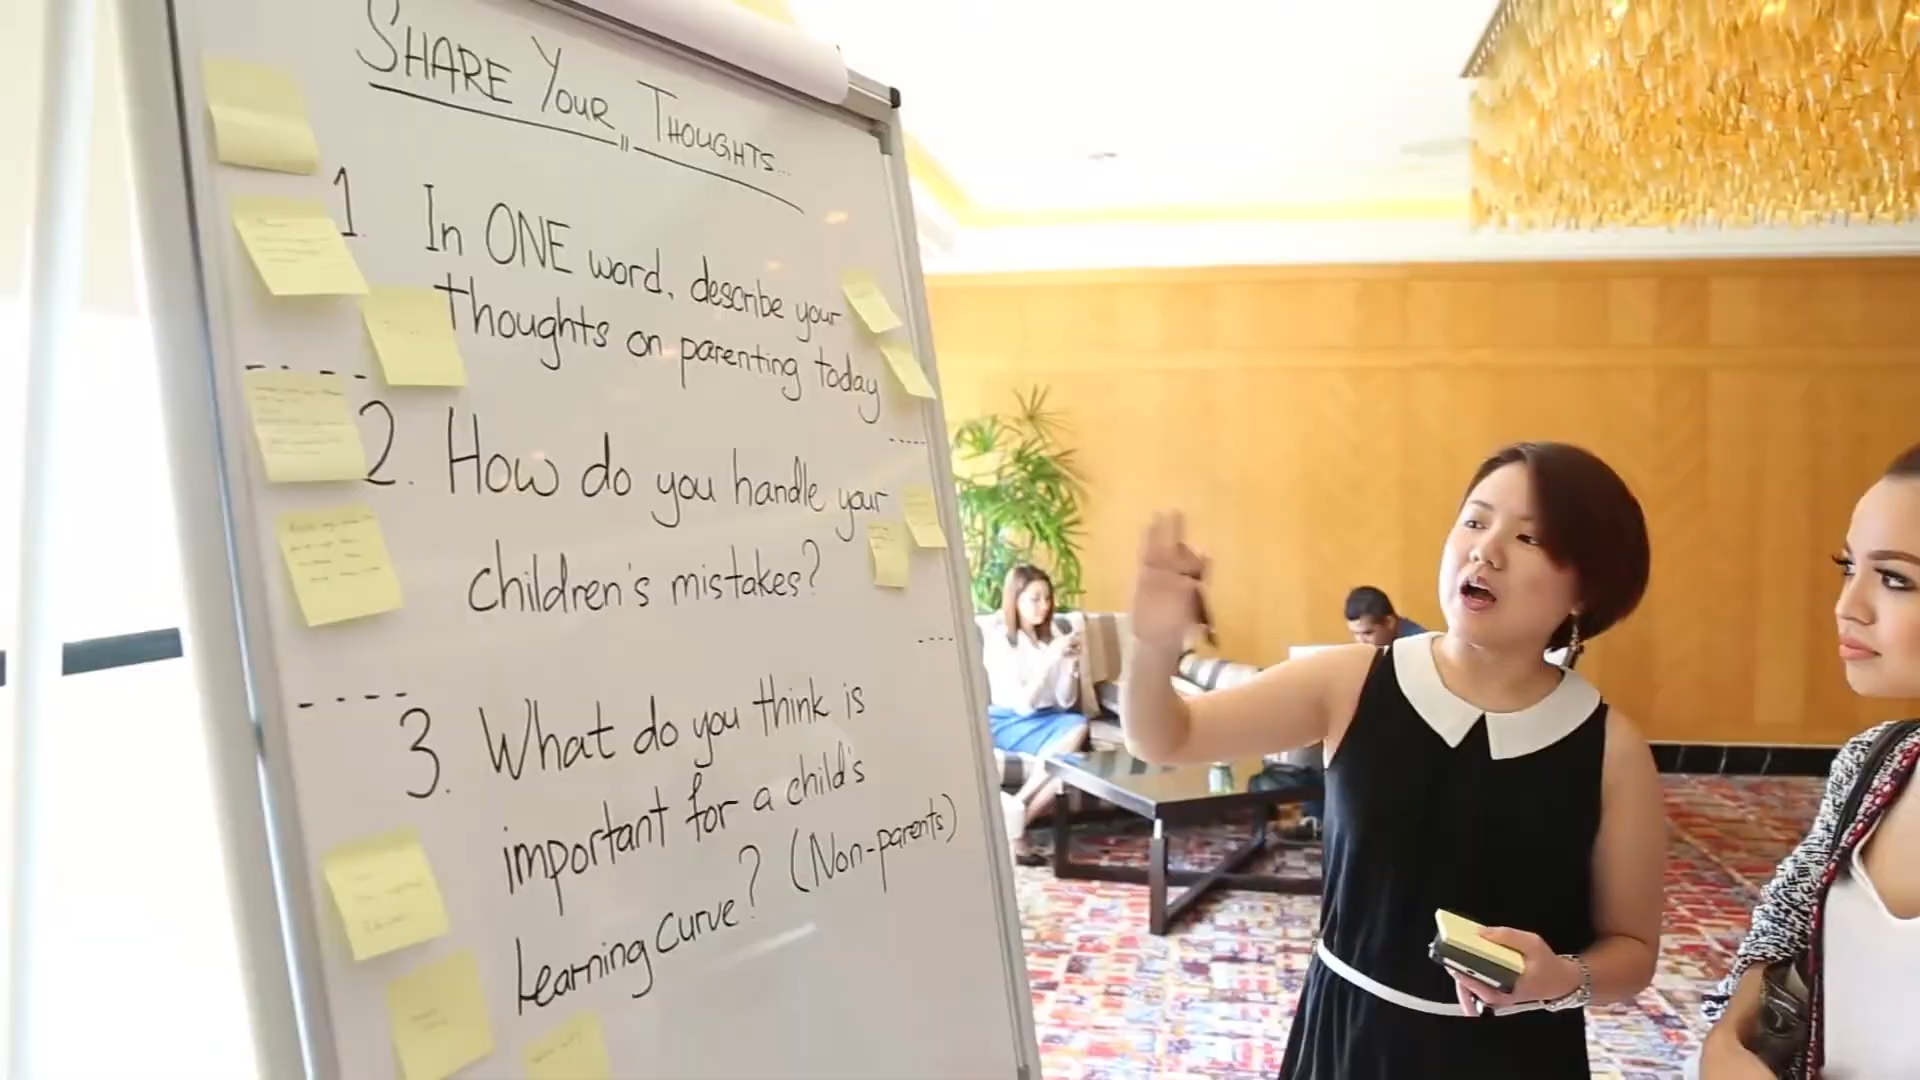 SHARE YOUR THOUGHTS...
1. In ONE word, describe your
thoughts on parenting today
2. How do you handle your
children's mistakes?
3. What do you think is
important for a child's
learning curve? (Non-parents)